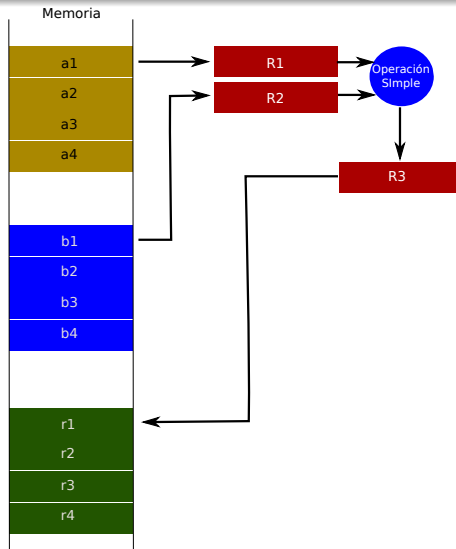 Memoria
a1
a2
a3
a4
b1
b2
b3
b4
r1
r2
r3
r4
R1
R2
Operación
SImple
R3